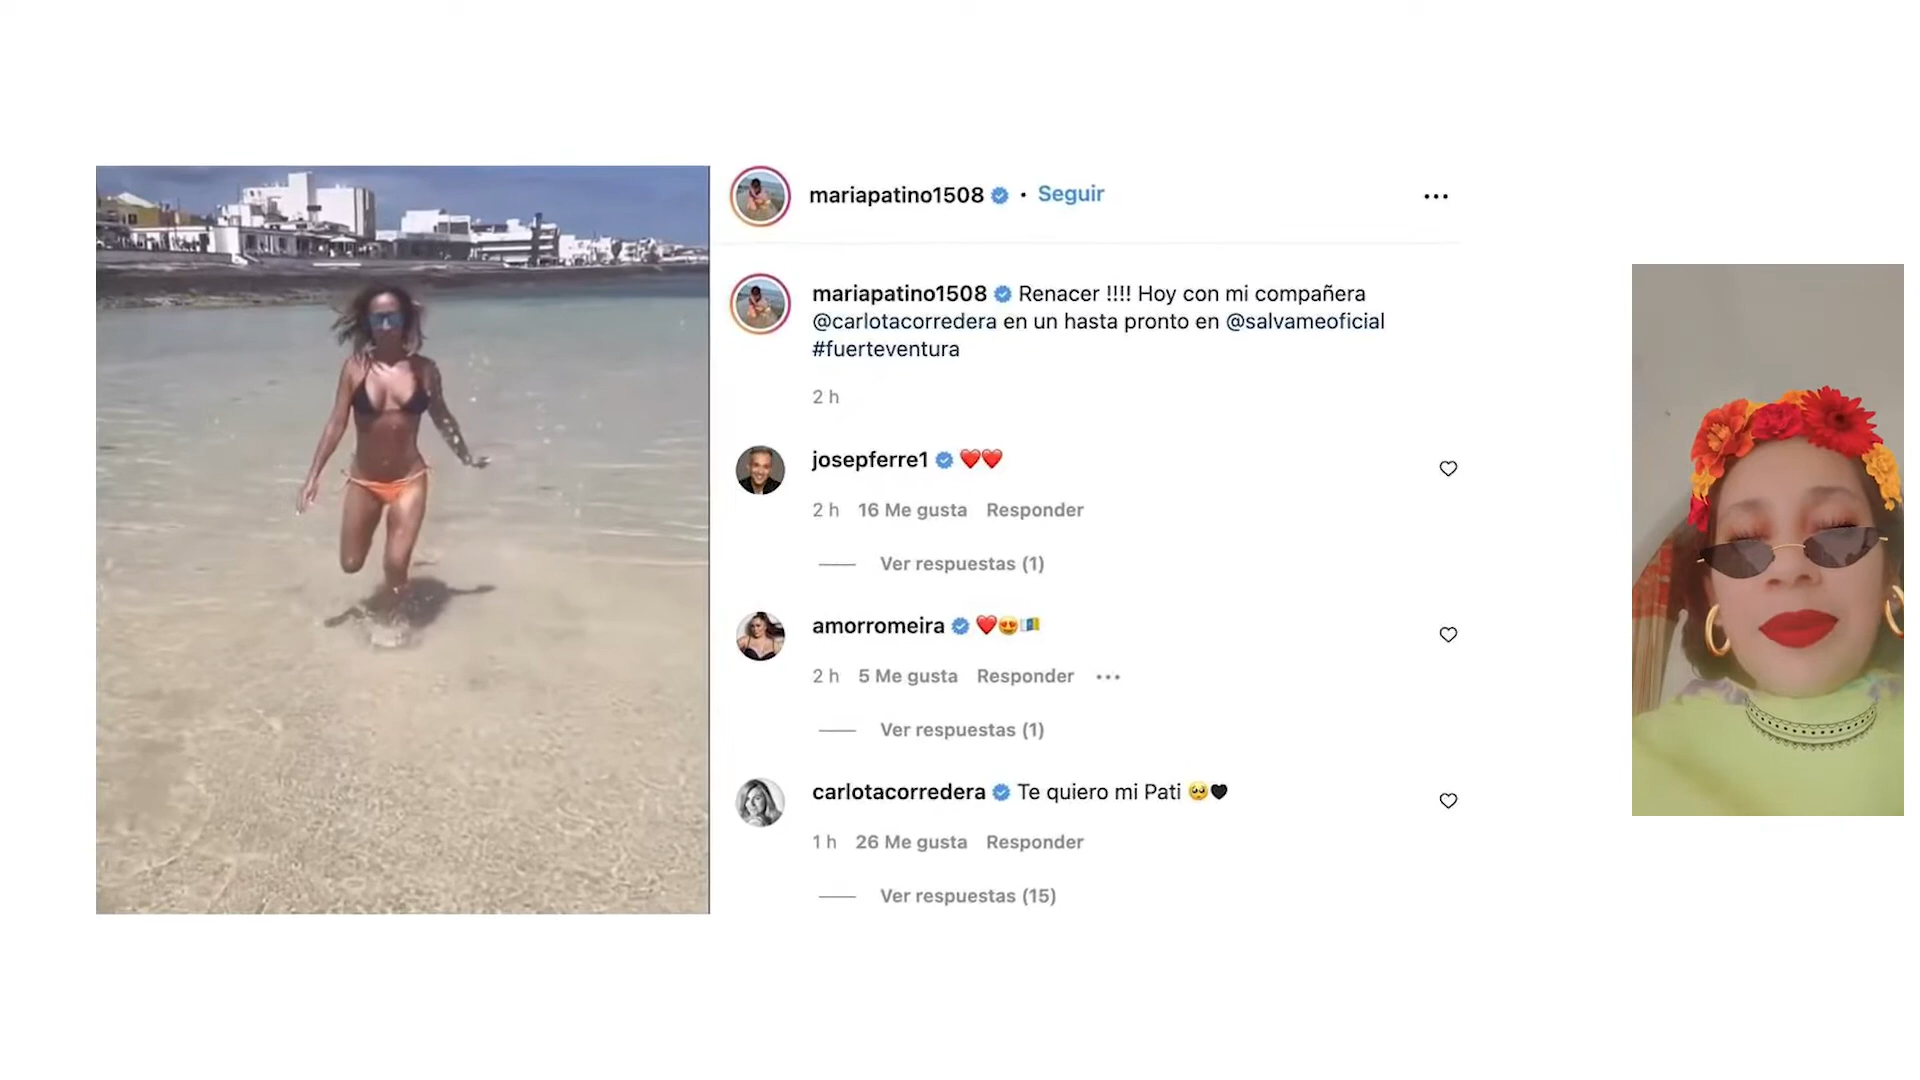 mariapatino1508 • Seguir
mariapatino1508 Renacer !!!! Hoy con mi compañera
@carlotacorredera en un hasta pronto en @salvameoficial
#fuerteventura
2 h
josepferre1 ❤️❤️
2 h 16 Me gusta Responder
Ver respuestas (1)
amorromeira ❤️😍🇮🇨
2 h 5 Me gusta Responder
Ver respuestas (1)
carlotacorredera Te quiero mi Pati 🥺🖤
1 h 26 Me gusta Responder
Ver respuestas (15)